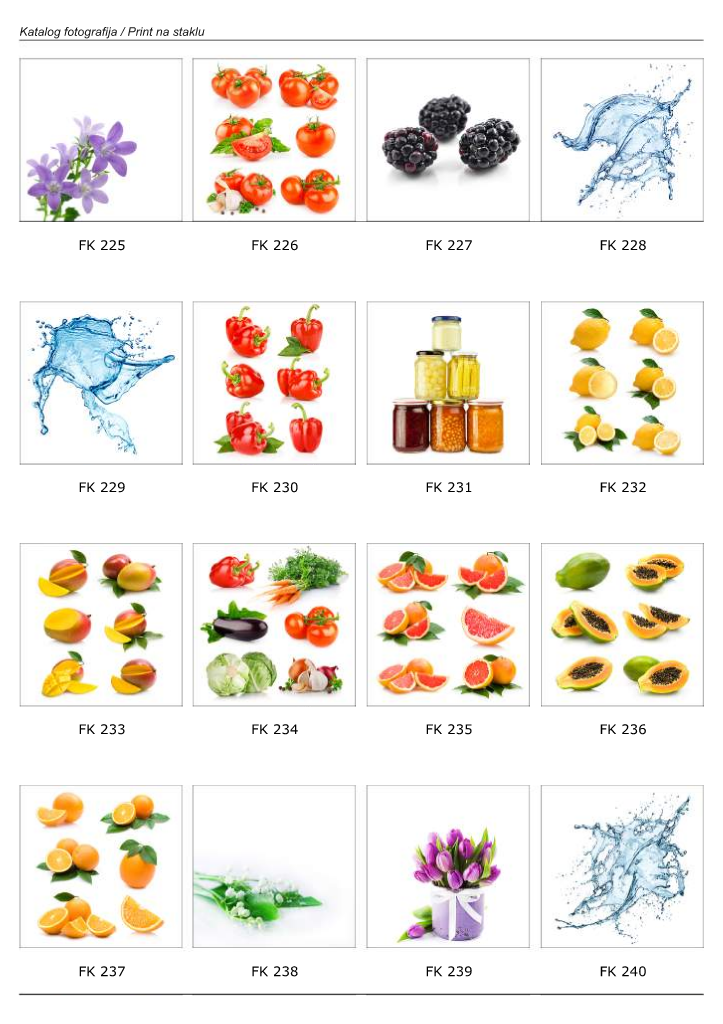 Katalog fotografija / Print na staklu
FK 225
FK 226
FK 227
FK 228
FK 229
FK 230
FK 231
FK 232
FK 233
FK 234
FK 235
FK 236
FK 237
FK 238
FK 239
FK 240